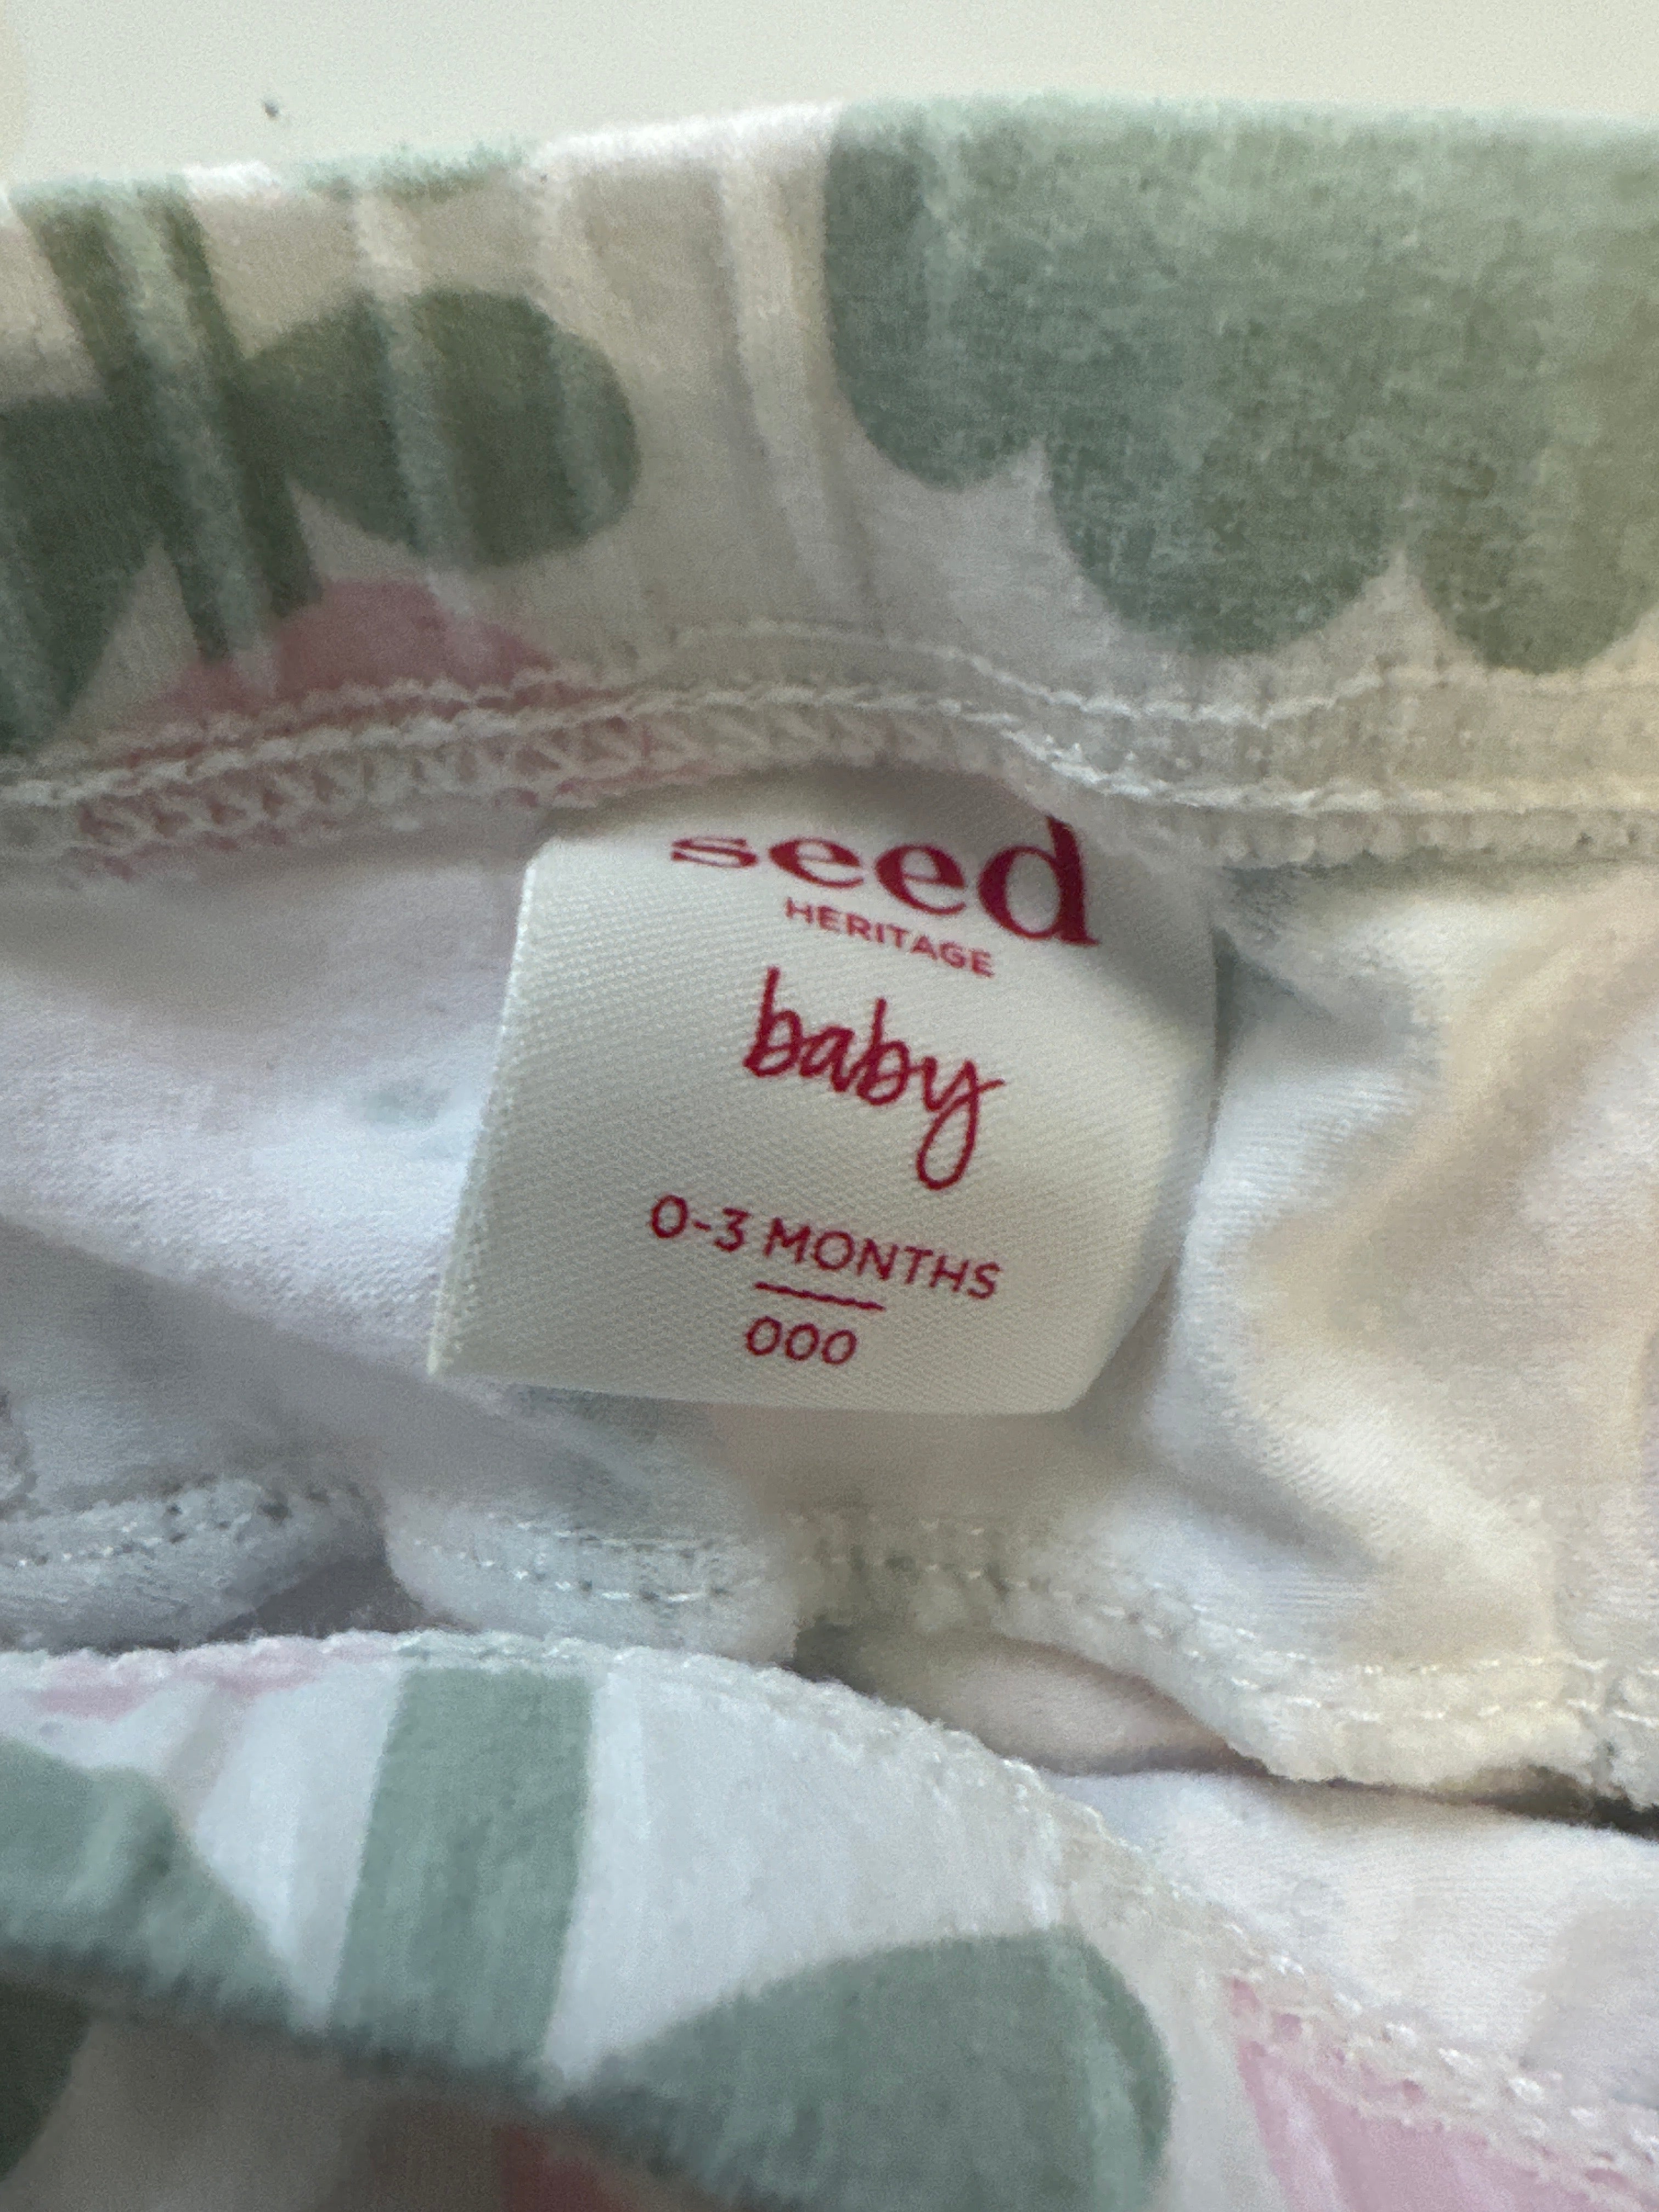 seed
HERITAGE
baby
0-3 MONTHS
000